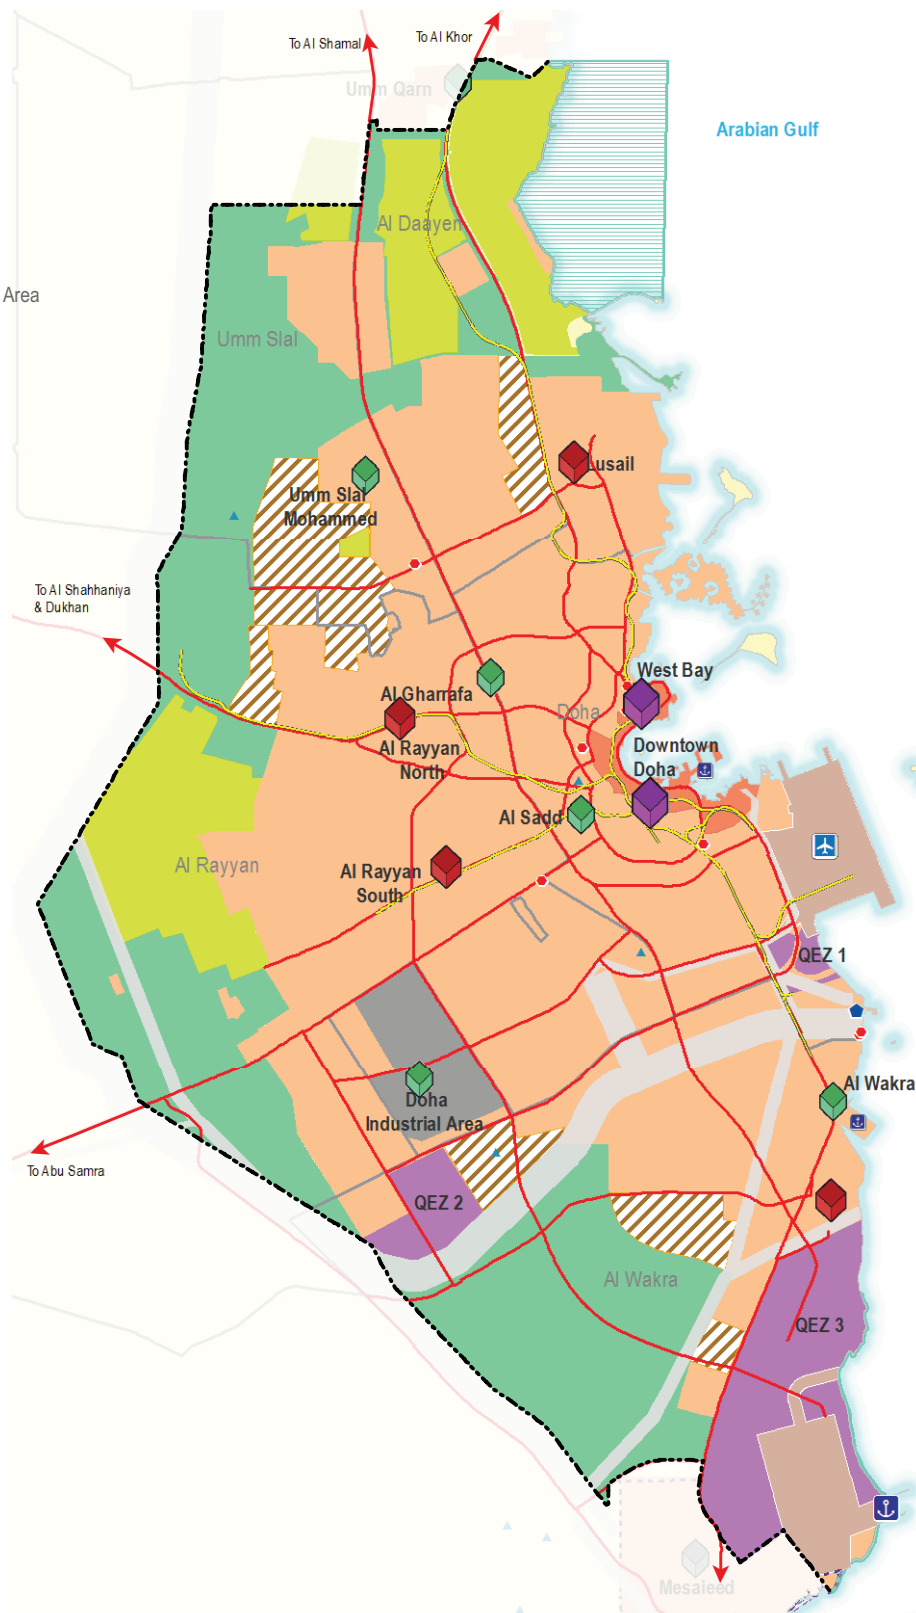 To Al Khor
To Al Shamal
Umm Qarn
Arabian Gulf
Al Daayen
Area
Umm Slal
Lusail
Umm Slal
Mohammed
To Al Shahhaniya
& Dukhan
West Bay
Al Gharrafa
Doha
Al Rayyan
North
Downtown
Doha
Al Sadd
Al Rayyan
Al Rayyan
South
QEZ 1
Al Wakra
Doha
Industrial Area
To Abu Samra
QEZ 2
Al Wakra
QEZ 3
Mesaieed